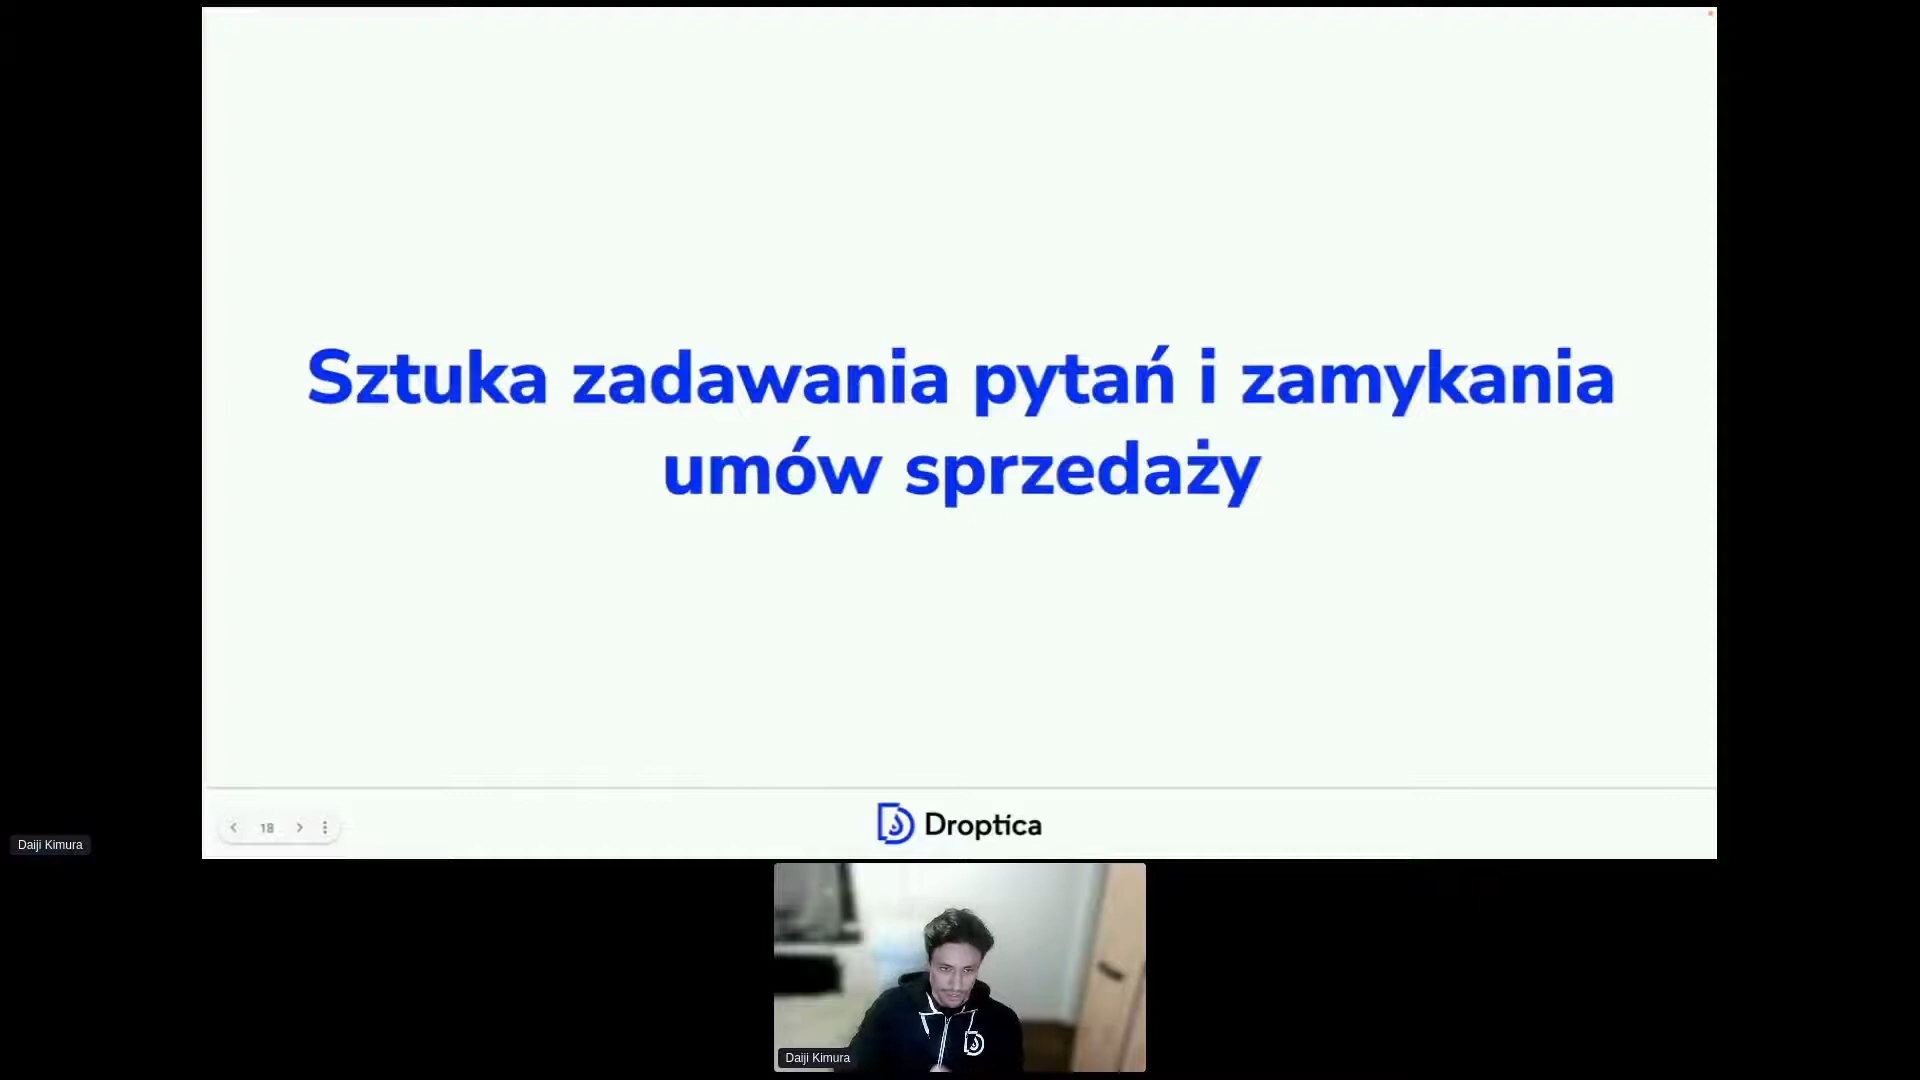 Sztuka zadawania pytań i zamykania
umów sprzedaży
18
Droptica
Daiji Kimura
Daiji Kimura